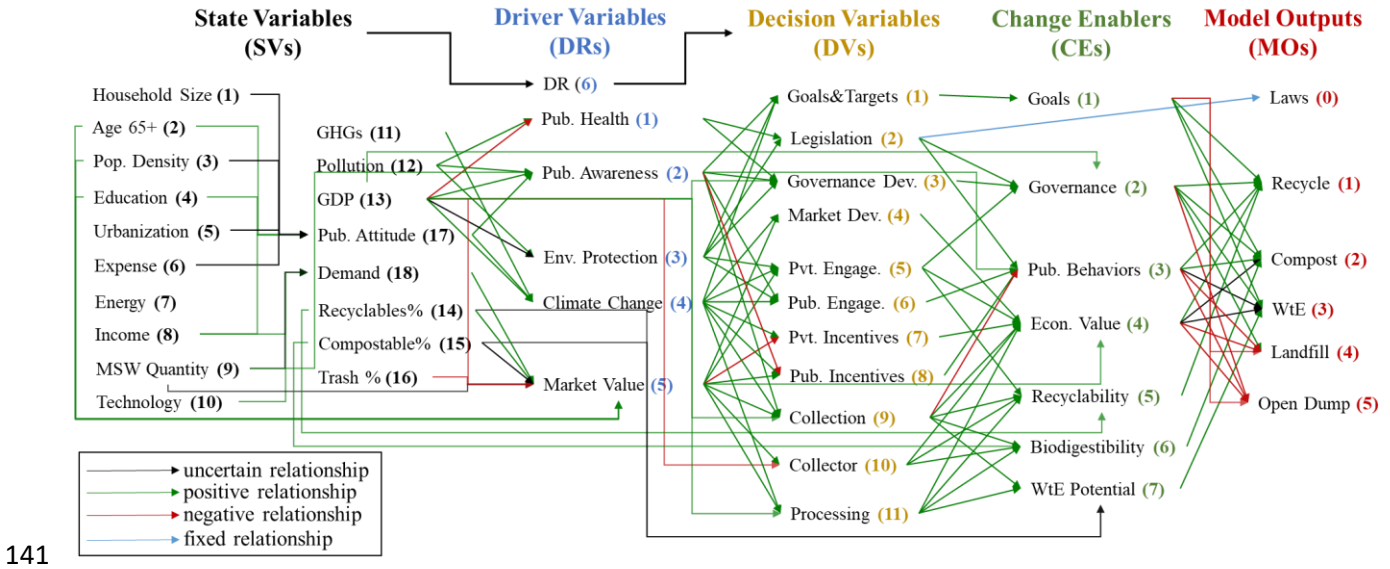 State Variables
(SVs)
Driver Variables
(DRs)
Decision Variables
(DVs)
Change Enablers
(CEs)
Model Outputs
(MOs)
Household Size (1)
Age 65+ (2)
Pop. Density (3)
Education (4)
Urbanization (5)
Expense (6)
Energy (7)
Income (8)
MSW Quantity (9)
Technology (10)
GHGs (11)
Pollution (12)
GDP (13)
Pub. Attitude (17)
Demand (18)
Recyclables% (14)
Compostable% (15)
Trash % (16)
DR (6)
Pub. Health (1)
Pub. Awareness (2)
Env. Protection (3)
Climate Change (4)
Market Value (5)
Goals&Targets (1)
Legislation (2)
Governance Dev. (3)
Market Dev. (4)
Pvt. Engage. (5)
Pub. Engage. (6)
Pvt. Incentives (7)
Pub. Incentives (8)
Collection (9)
Collector (10)
Processing (11)
Goals (1)
Governance (2)
Pub. Behaviors (3)
Econ. Value (4)
Recyclability (5)
Biodigestibility (6)
WtE Potential (7)
Laws (0)
Recycle (1)
Compost (2)
WtE (3)
Landfill (4)
Open Dump (5)
uncertain relationship
positive relationship
negative relationship
fixed relationship
141